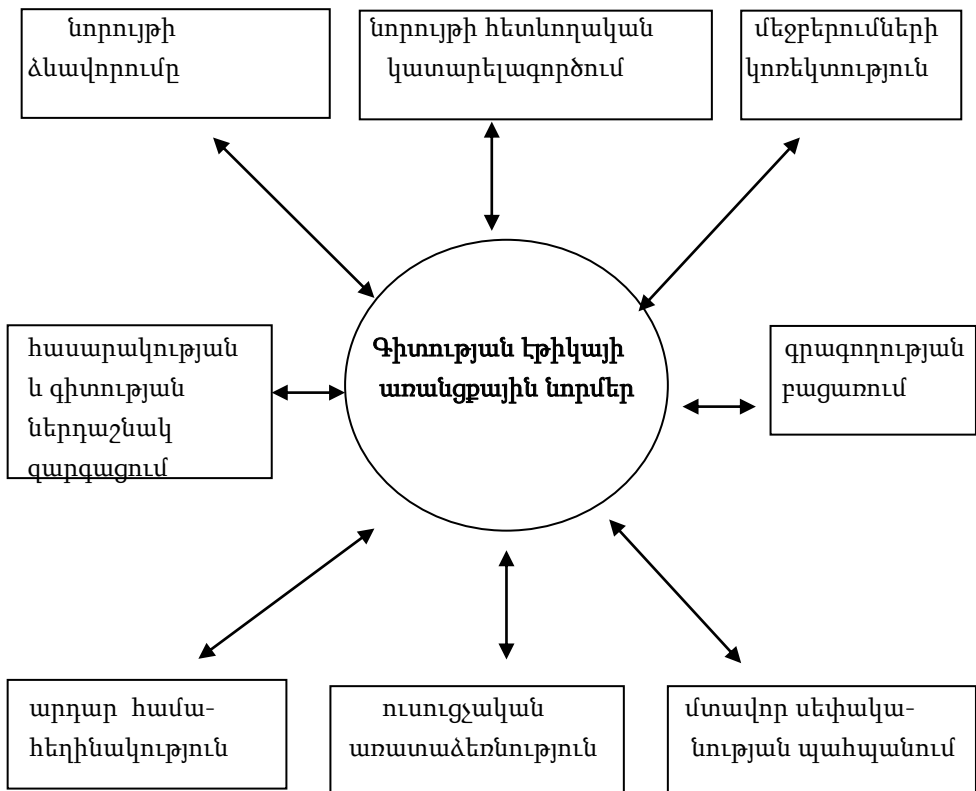 նորույթի
ձևավորումը
նորույթի հետևողական
կատարելագործում
մեջբերումների
կոռեկտություն
հասարակության
և գիտության
ներդաշնակ
զարգացում
Գիտության էթիկայի
առանցքային նորմեր
գրագողության
բացառում
արդար համա-
հեղինակություն
ուսուցչական
առատաձեռնություն
մտավոր սեփակա-
նության պահպանում